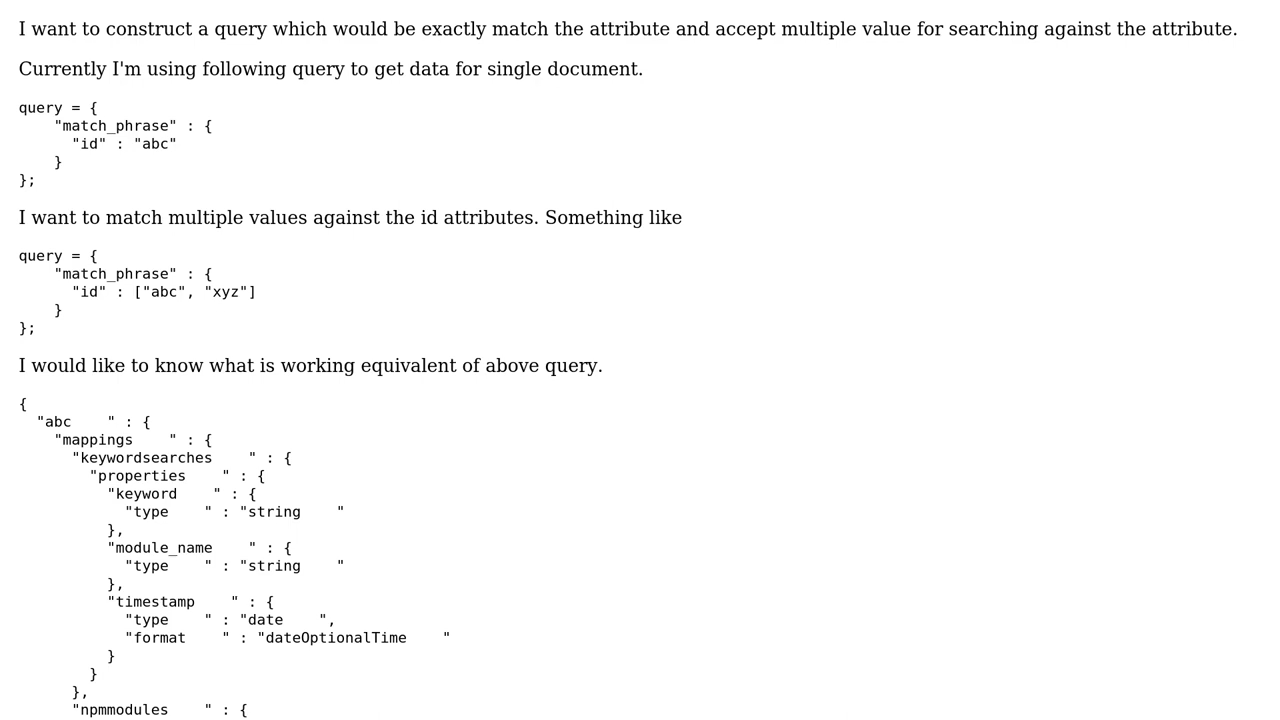 I want to construct a query which would be exactly match the attribute and accept multiple value for searching against the attribute.
Currently I'm using following query to get data for single document.
query = {
    "match_phrase" : {
      "id" : "abc"
    }
};
I want to match multiple values against the id attributes. Something like
query = {
    "match_phrase" : {
      "id" : ["abc", "xyz"]
    }
};
I would like to know what is working equivalent of above query.
{
  "abc    " : {
    "mappings    " : {
      "keywordsearches    " : {
        "properties    " : {
          "keyword    " : {
            "type    " : "string    "
          },
          "module_name    " : {
            "type    " : "string    "
          },
          "timestamp    " : {
            "type    " : "date    ",
            "format    " : "dateOptionalTime    "
          }
        }
      },
      "npmmodules    " : {